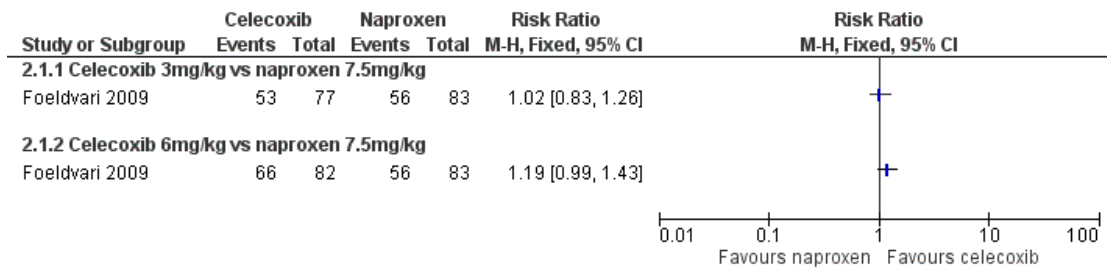 Celecoxib Naproxen Risk Ratio Risk Ratio
Study or Subgroup Events Total Events Total M-H, Fixed, 95% CI M-H, Fixed, 95% CI
2.1.1 Celecoxib 3mg/kg vs naproxen 7.5mg/kg
Foeldvari 2009 53 77 56 83 1.02 [0.83, 1.26]
2.1.2 Celecoxib 6mg/kg vs naproxen 7.5mg/kg
Foeldvari 2009 66 82 56 83 1.19 [0.99, 1.43]
0.01 0.1 1 10 100
Favours naproxen Favours celecoxib